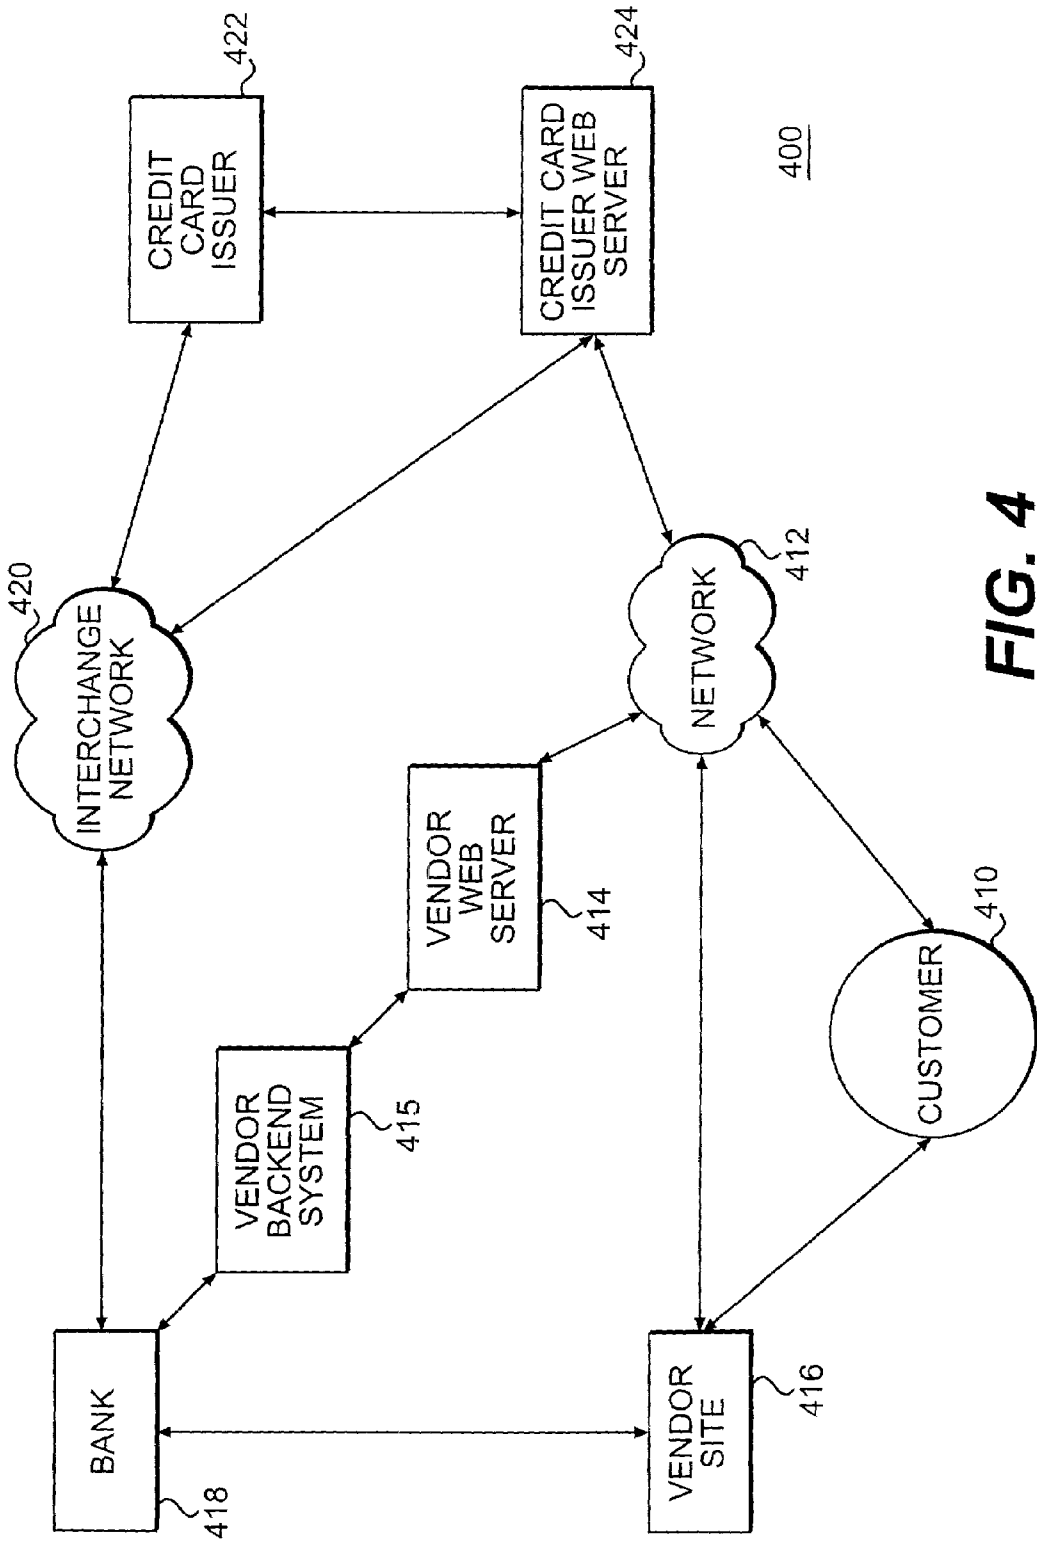 418
BANK
INTERCHANGE
NETWORK
420
CREDIT
CARD
ISSUER
422
VENDOR
BACKEND
SYSTEM
415
VENDOR
WEB
SERVER
414
CREDIT CARD
ISSUER WEB
SERVER
424
VENDOR
SITE
416
NETWORK
412
CUSTOMER
410
400
FIG. 4